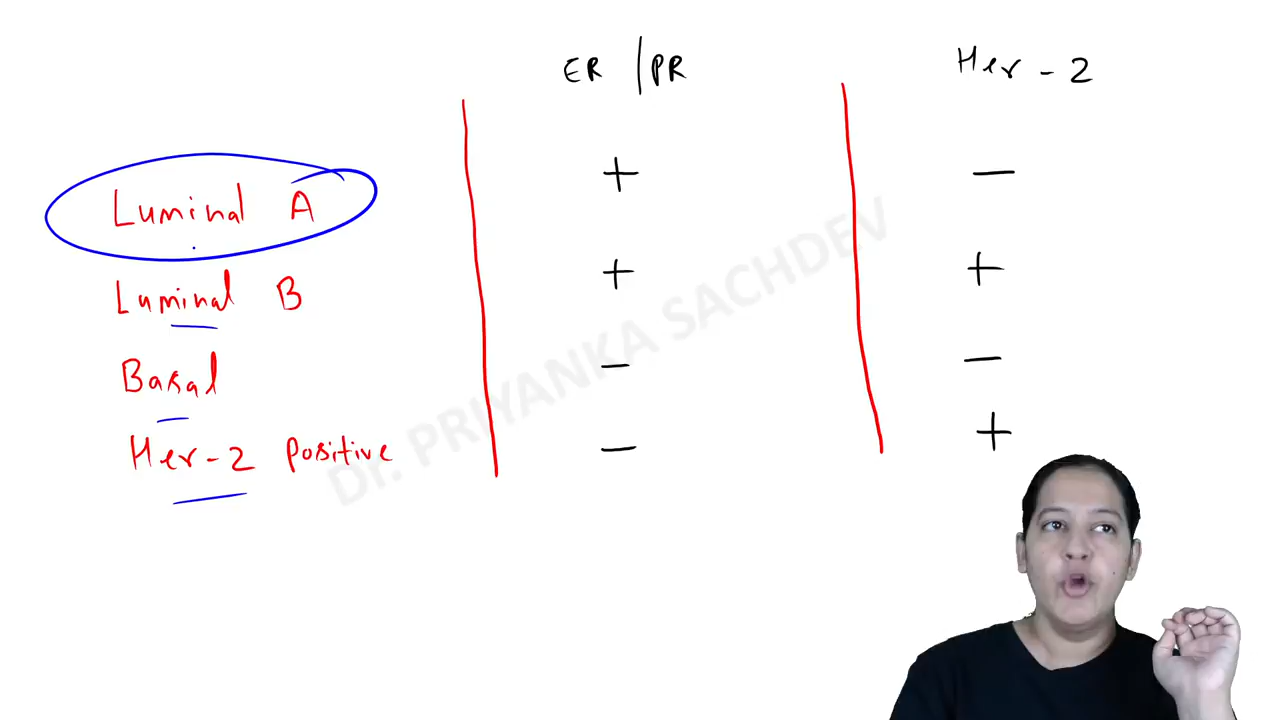 ER | PR Her - 2
Luminal A + -
Luminal B + +
Basal - -
Her - 2 Positive - +
Dr. PRIYANKA SACHDEV